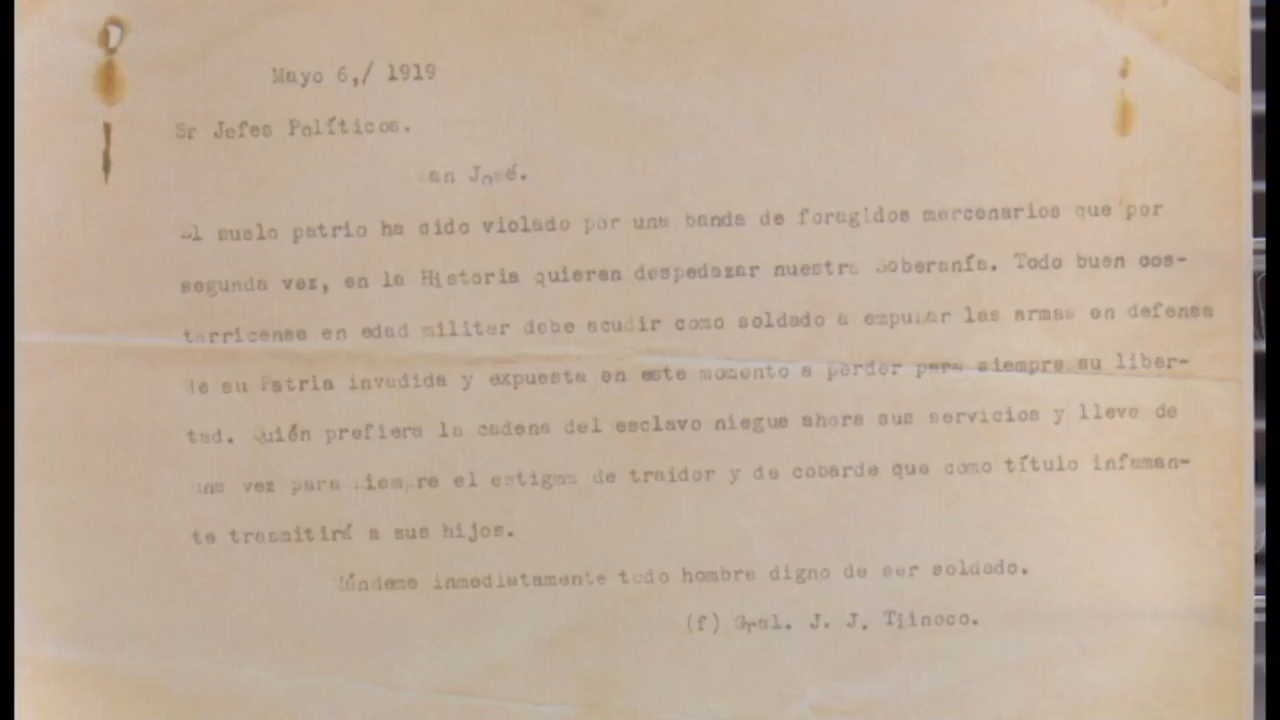 Mayo 6,/ 1919
Sr Jefes Políticos.
San José.
El suelo patrio ha sido violado por una banda de foragidos mercenarios que por
segunda vez, en la Historia quieren despedazar nuestra Soberanía. Todo buen cos-
tarricense en edad militar debe acudir como soldado a empuñar las armas en defensa
de su Patria invadida y expuesta en este momento a perder para siempre su liber-
tad. Quién prefiera la cadena del esclavo niegue ahora sus servicios y lleve de
una vez para siempre el estigma de traidor y de cobarde que como título infaman-
te trasmitirá a sus hijos.
Mándeme inmediatamente todo hombre digno de ser soldado.
(f) Gral. J. J. Tiinoco.